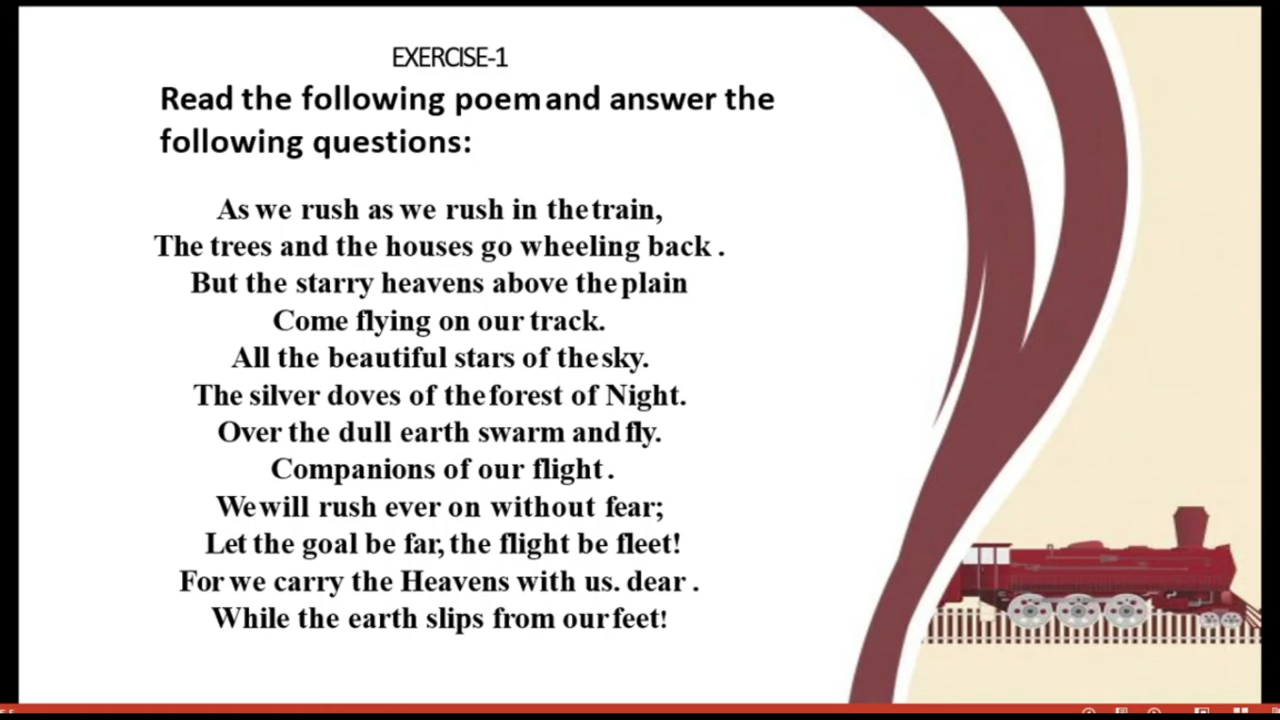 EXERCISE-1
Read the following poem and answer the
following questions:
As we rush as we rush in the train,
The trees and the houses go wheeling back .
But the starry heavens above the plain
Come flying on our track.
All the beautiful stars of the sky.
The silver doves of the forest of Night.
Over the dull earth swarm and fly.
Companions of our flight .
We will rush ever on without fear;
Let the goal be far, the flight be fleet!
For we carry the Heavens with us. dear .
While the earth slips from our feet!